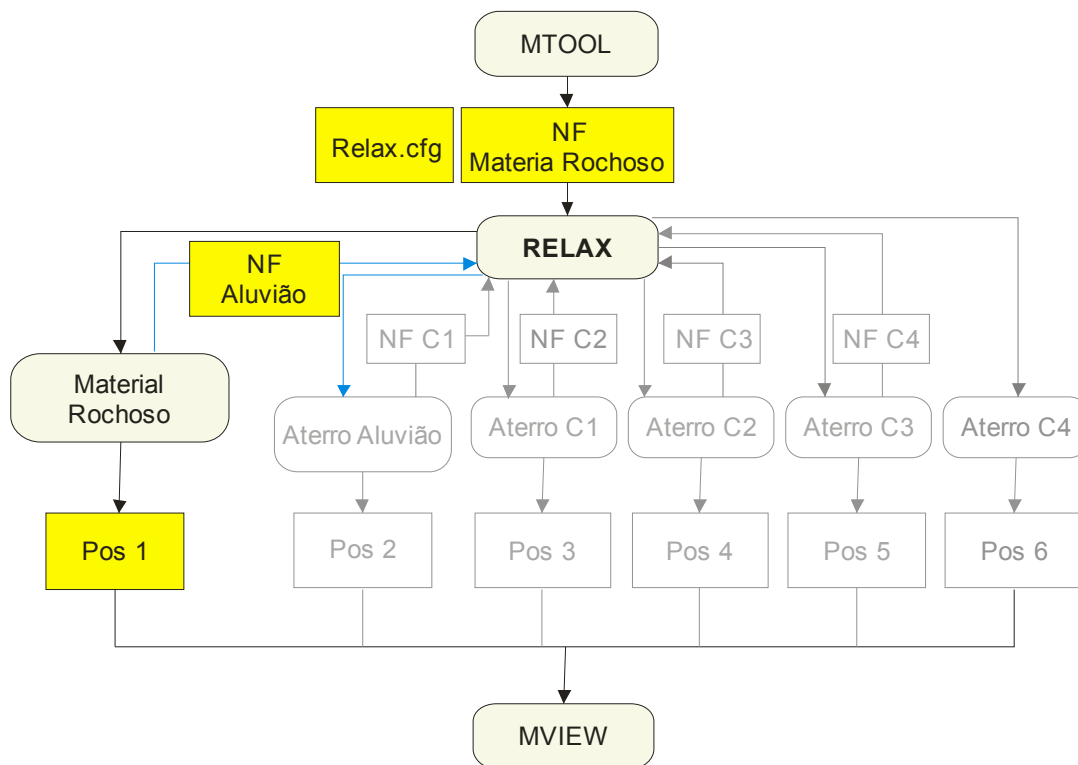 MTOOL
Relax.cfg
NF
Materia Rochoso
RELAX
NF
Aluvião
NF C1
NF C2
NF C3
NF C4
Material
Rochoso
Aterro Aluvião
Aterro C1
Aterro C2
Aterro C3
Aterro C4
Pos 1
Pos 2
Pos 3
Pos 4
Pos 5
Pos 6
MVIEW